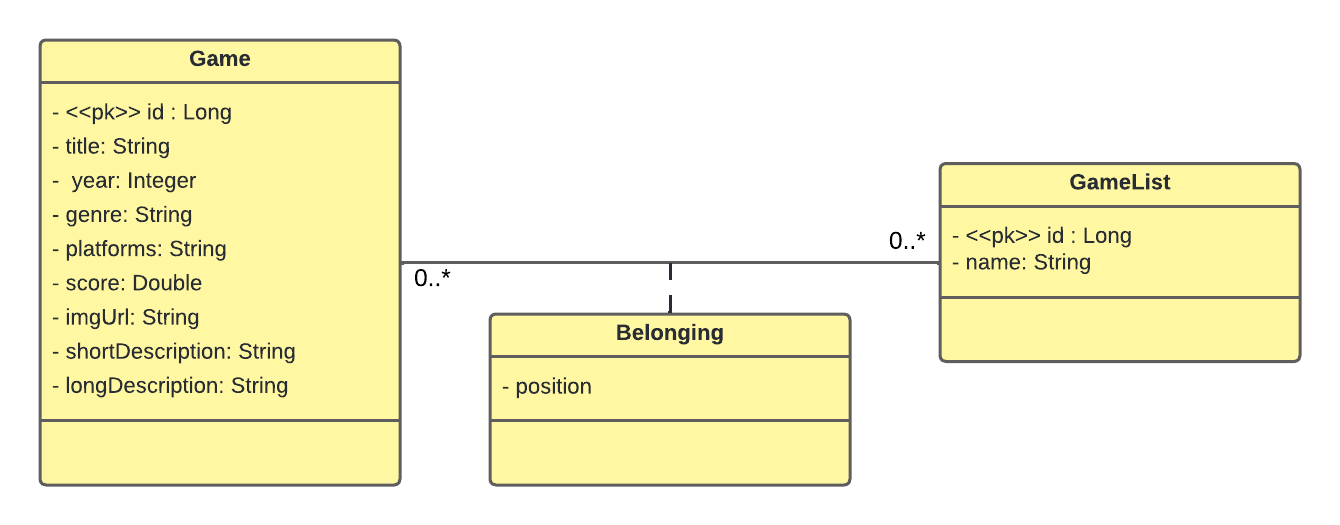 Game
- <<pk>> id : Long
- title: String
-  year: Integer
- genre: String
- platforms: String
- score: Double
- imgUrl: String
- shortDescription: String
- longDescription: String
0..*
0..*
Belonging
- position
GameList
- <<pk>> id : Long
- name: String